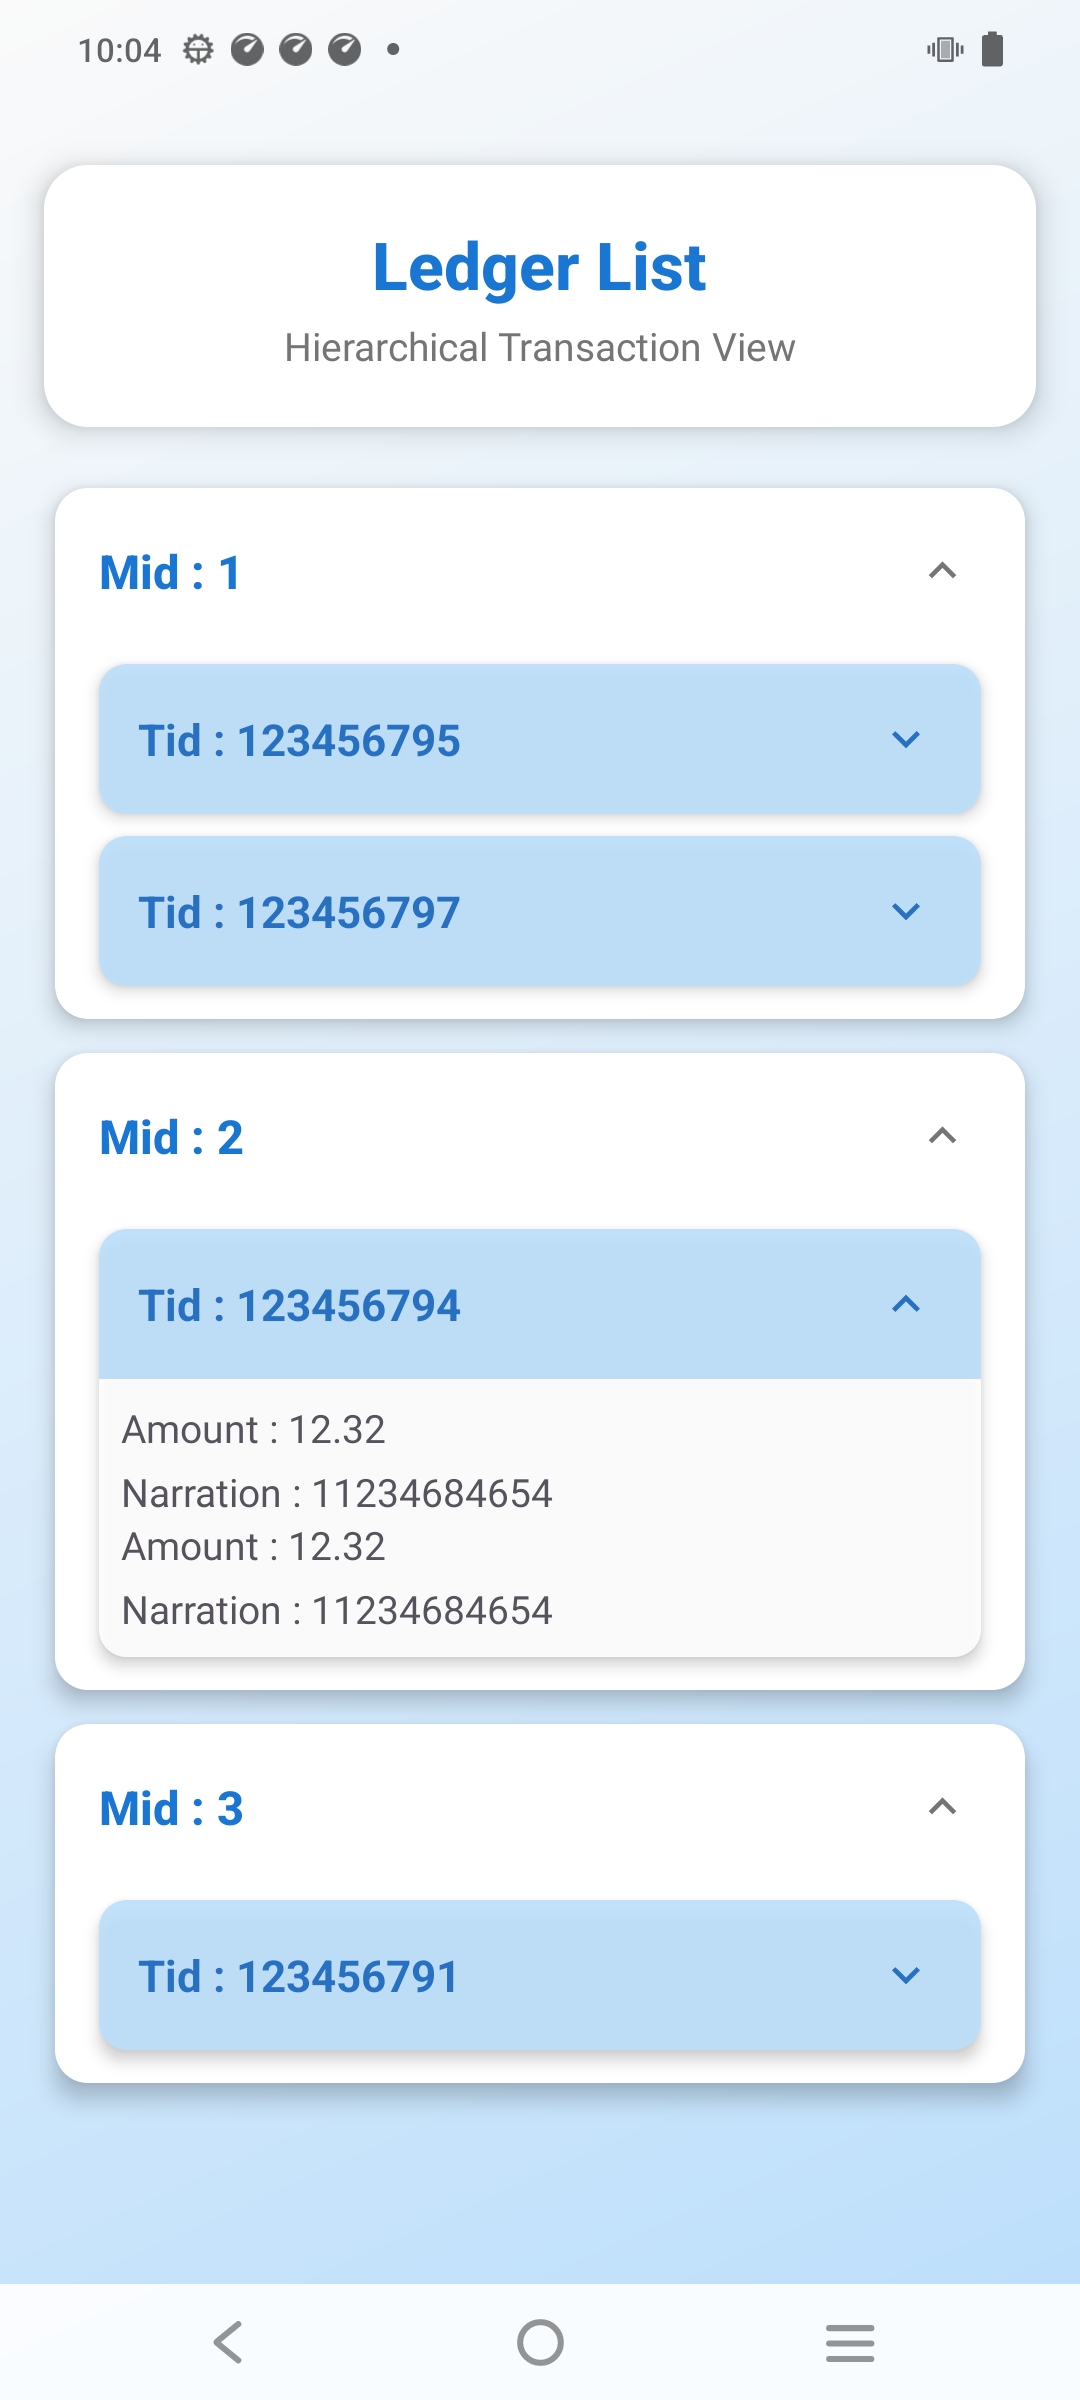 10:04
Ledger List
Hierarchical Transaction View
Mid : 1
Tid : 123456795
Tid : 123456797
Mid : 2
Tid : 123456794
Amount : 12.32
Narration : 11234684654
Amount : 12.32
Narration : 11234684654
Mid : 3
Tid : 123456791